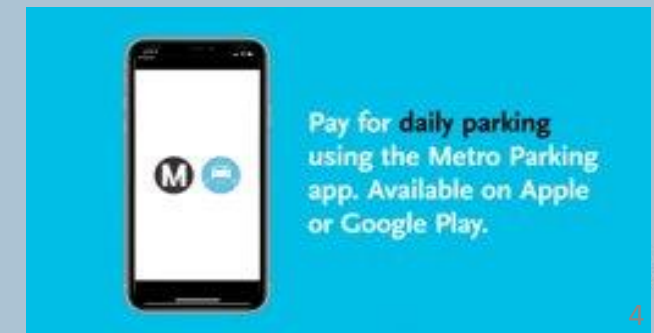 M
Pay for daily parking
using the Metro Parking
app. Available on Apple
or Google Play.
4